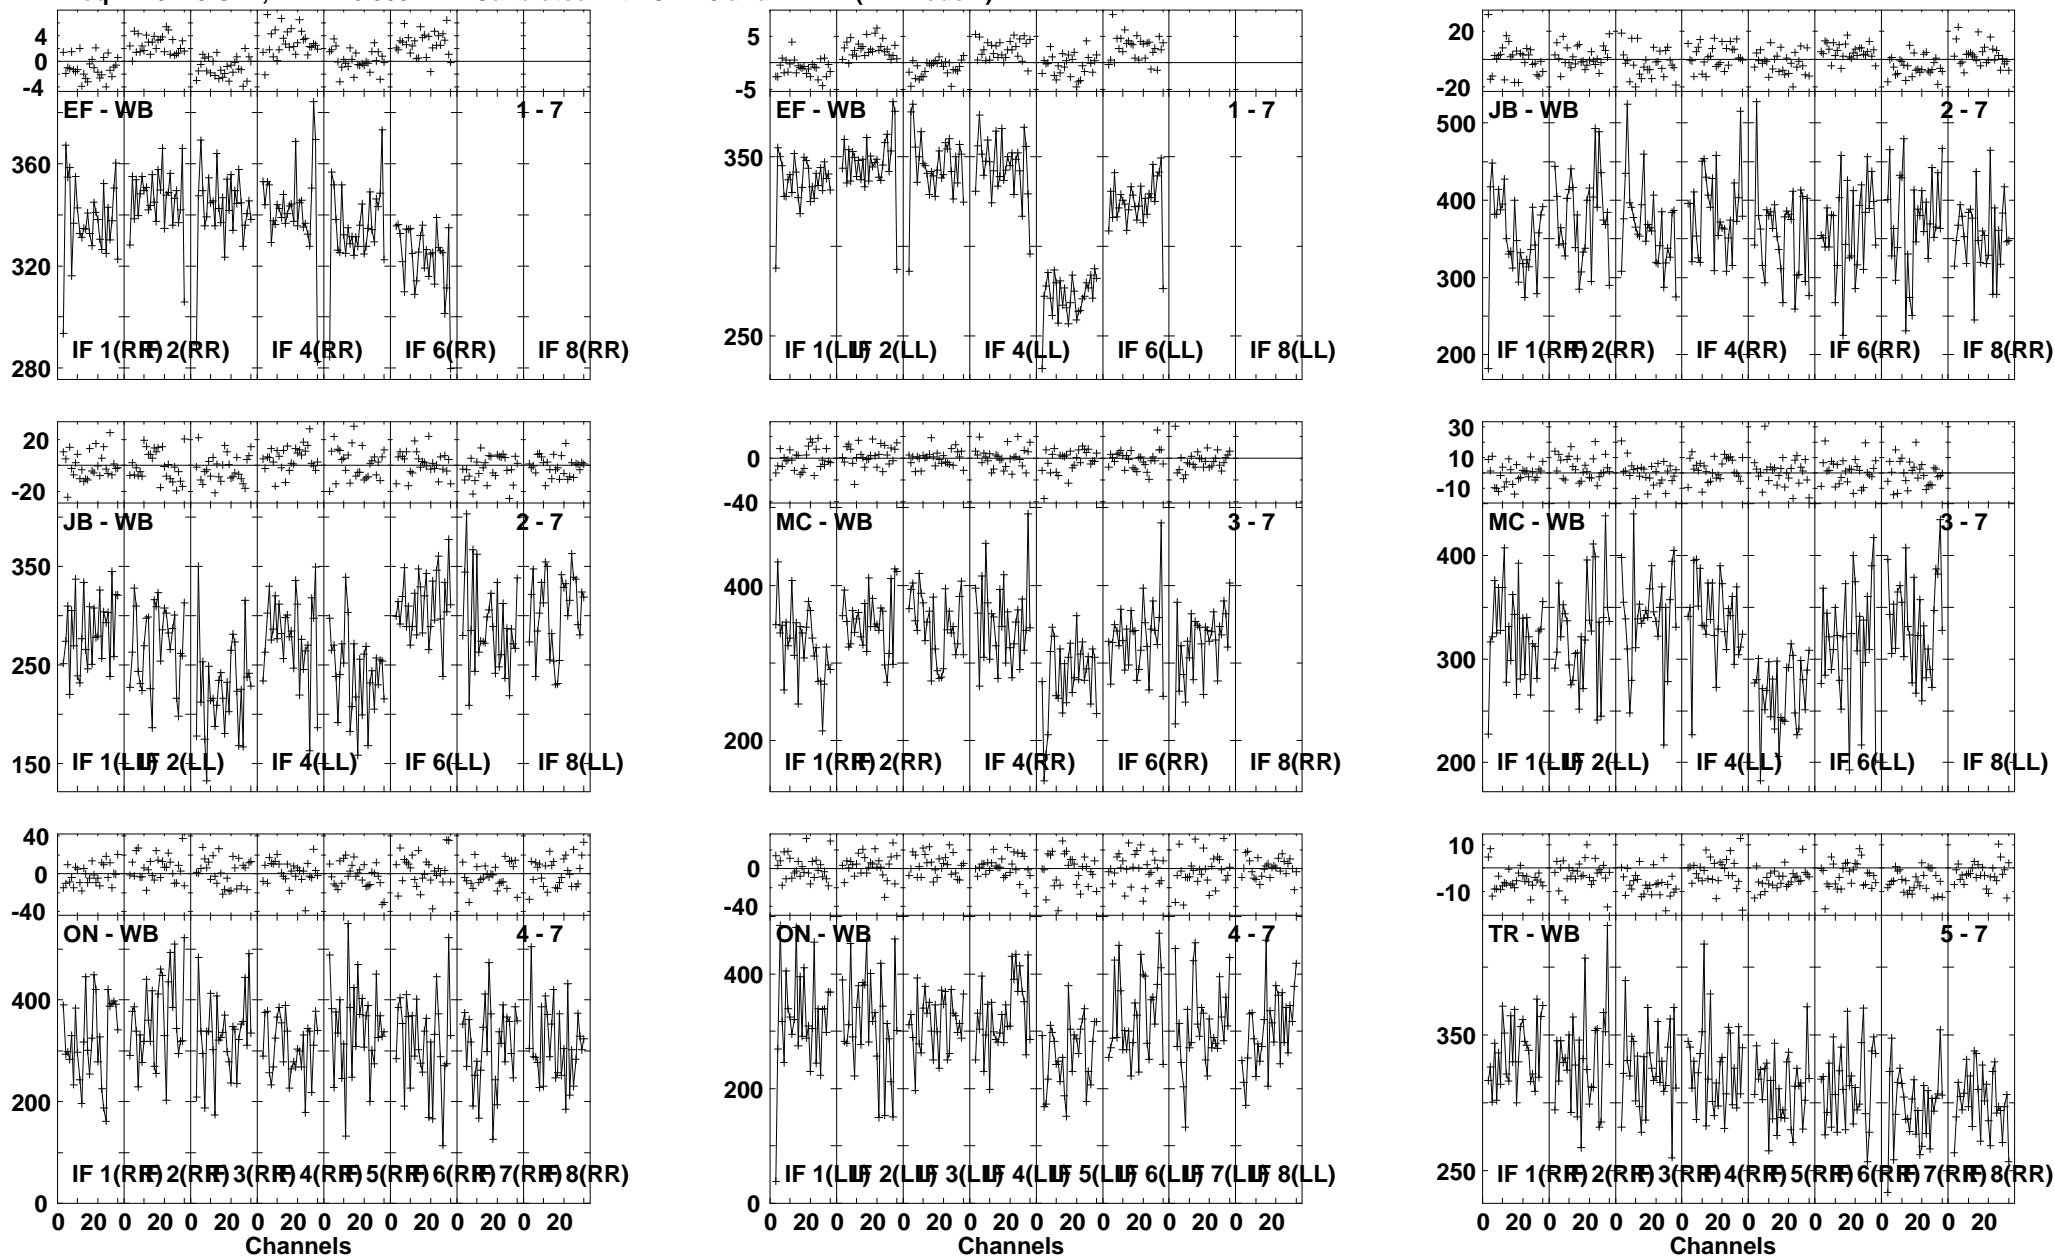 4
0
-4
EF - WB
1 - 7
360
320
280
IF 1(RR)
IF 2(RR)
IF 4(RR)
IF 6(RR)
IF 8(RR)
5
0
-5
EF - WB
1 - 7
350
250
IF 1(LL)
IF 2(LL)
IF 4(LL)
IF 6(LL)
IF 8(LL)
20
-20
JB - WB
2 - 7
500
400
300
200
IF 1(RR)
IF 2(RR)
IF 4(RR)
IF 6(RR)
IF 8(RR)
20
-20
JB - WB
2 - 7
350
250
150
IF 1(LL)
IF 2(LL)
IF 4(LL)
IF 6(LL)
IF 8(LL)
0
-40
MC - WB
3 - 7
400
200
IF 1(RR)
IF 2(RR)
IF 4(RR)
IF 6(RR)
IF 8(RR)
30
10
-10
MC - WB
3 - 7
400
300
200
IF 1(LL)
IF 2(LL)
IF 4(LL)
IF 6(LL)
IF 8(LL)
40
0
-40
ON - WB
4 - 7
400
200
0
IF 1(RR)
IF 2(RR)
IF 3(RR)
IF 4(RR)
IF 5(RR)
IF 6(RR)
IF 7(RR)
IF 8(RR)
0 20 0 20 0 20 0 20 0 20 0 20 0 20 0 20
Channels
0
-40
ON - WB
4 - 7
400
200
0
IF 1(LL)
IF 2(LL)
IF 3(LL)
IF 4(LL)
IF 5(LL)
IF 6(LL)
IF 7(LL)
IF 8(LL)
0 20 0 20 0 20 0 20 0 20 0 20 0 20 0 20
Channels
10
-10
TR - WB
5 - 7
350
250
IF 1(RR)
IF 2(RR)
IF 3(RR)
IF 4(RR)
IF 5(RR)
IF 6(RR)
IF 7(RR)
IF 8(RR)
0 20 0 20 0 20 0 20 0 20 0 20 0 20 0 20
Channels